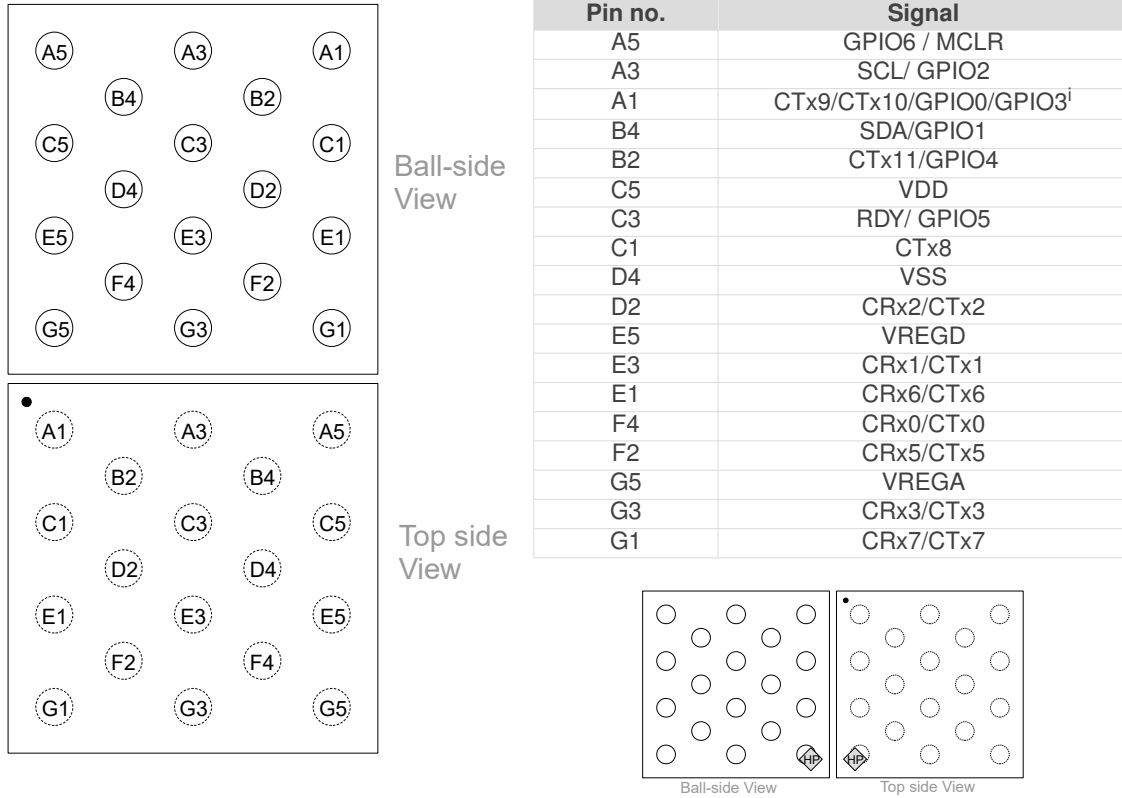 A5 A3 A1
B4 B2
C5 C3 C1
D4 D2
E5 E3 E1
F4 F2
G5 G3 G1
Ball-side
View
A1 A3 A5
B2 B4
C1 C3 C5
D2 D4
E1 E3 E5
F2 F4
G1 G3 G5
Top side
View
Pin no. Signal
A5 GPIO6 / MCLR
A3 SCL/ GPIO2
A1 CTx9/CTx10/GPIO0/GPIO3ⁱ
B4 SDA/GPIO1
B2 CTx11/GPIO4
C5 VDD
C3 RDY/ GPIO5
C1 CTx8
D4 VSS
D2 CRx2/CTx2
E5 VREGD
E3 CRx1/CTx1
E1 CRx6/CTx6
F4 CRx0/CTx0
F2 CRx5/CTx5
G5 VREGA
G3 CRx3/CTx3
G1 CRx7/CTx7
HP HP
Ball-side View Top side View